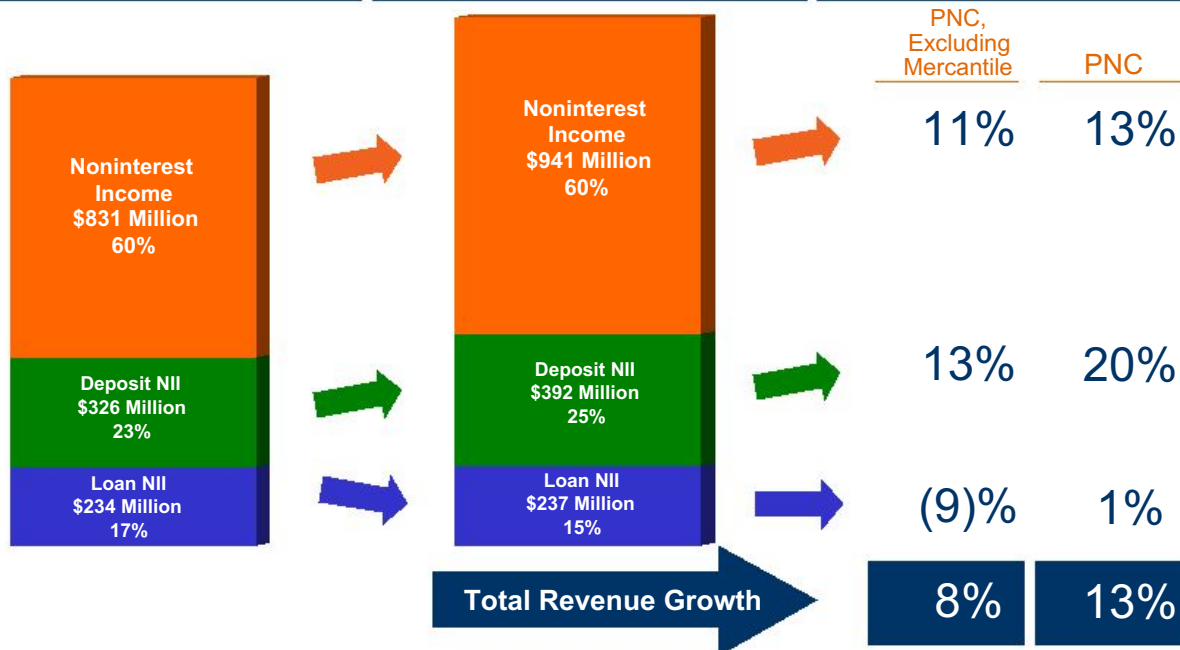 PNC,
Excluding
Mercantile
PNC
Noninterest
Income
$831 Million
60%
Noninterest
Income
$941 Million
60%
11%
13%
Deposit NII
$326 Million
23%
Deposit NII
$392 Million
25%
13%
20%
Loan NII
$234 Million
17%
Loan NII
$237 Million
15%
(9)%
1%
Total Revenue Growth
8%
13%